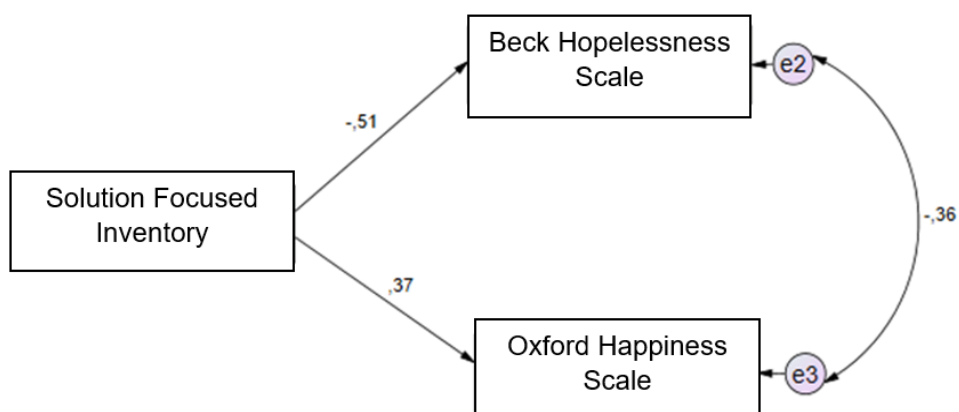 Beck Hopelessness
Scale
e2
-,51
Solution Focused
Inventory
-,36
,37
Oxford Happiness
Scale
e3